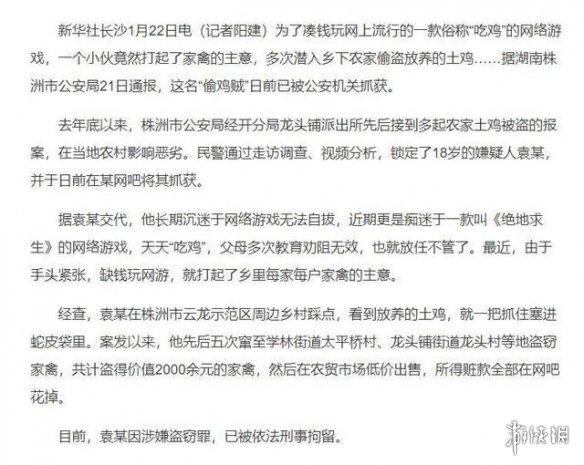 新华社长沙1月22日电（记者阳建）为了凑钱玩网上流行的一款俗称“吃鸡”的网络游
戏，一个小伙竟然打起了家禽的主意，多次潜入乡下农家偷盗放养的土鸡……据湖南株
洲市公安局21日通报，这名“偷鸡贼”日前已被公安机关抓获。
去年底以来，株洲市公安局经开分局龙头铺派出所先后接到多起农家土鸡被盗的报
案，在当地农村影响恶劣。民警通过走访调查、视频分析，锁定了18岁的嫌疑人袁某，
并于日前在某网吧将其抓获。
据袁某交代，他长期沉迷于网络游戏无法自拔，近期更是痴迷于一款叫《绝地求
生》的网络游戏，天天“吃鸡”，父母多次教育劝阻无效，也就放任不管了。最近，由于
手头紧张，缺钱玩网游，就打起了乡里每家每户家禽的主意。
经查，袁某在株洲市云龙示范区周边乡村踩点，看到放养的土鸡，就一把抓住塞进
蛇皮袋里。案发以来，他先后五次窜至学林街道太平桥村、龙头铺街道龙头村等地盗窃
家禽，共计盗得价值2000余元的家禽，然后在农贸市场低价出售，所得赃款全部在网吧
花掉。
目前，袁某因涉嫌盗窃罪，已被依法刑事拘留。
游侠网